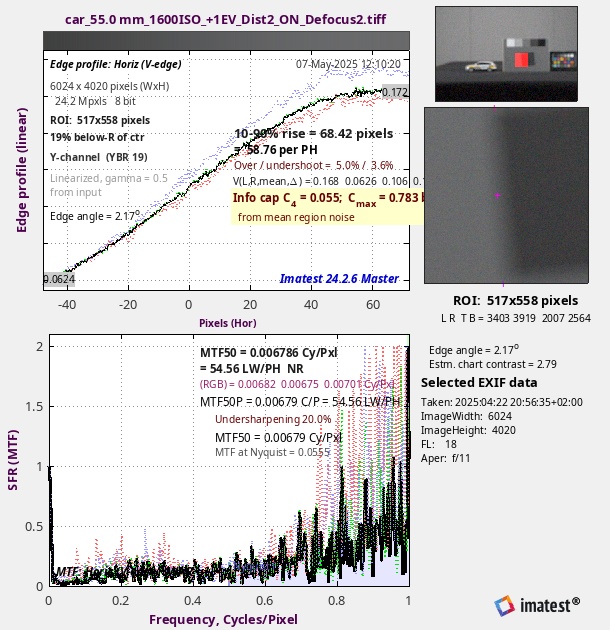 car_55.0 mm_1600ISO_+1EV_Dist2_ON_Defocus2.tiff
Edge profile: Horiz (V-edge)
07-May-2025 12:10:20
6024 x 4020 pixels (WxH)
24.2 Mpxls 8 bit
ROI: 517x558 pixels
19% below-R of ctr
Y-channel (YBR 19)
Linearized, gamma = 0.5
from input
Edge angle = 2.17o
0.172
10-90% rise = 68.42 pixels
= 58.76 per PH
Over / undershoot = 5.0% / 3.6%
V(L,R,mean,Δ) = 0.168 0.0626 0.106 0.
Info cap C4 = 0.055; Cmax = 0.783 b
from mean region noise
0.0624
Imatest 24.2.6 Master
Edge profile (linear)
-40 -20 0 20 40 60
Pixels (Hor)
ROI: 517x558 pixels
L R T B = 3403 3919 2007 2564
Edge angle = 2.17o
Estm. chart contrast = 2.79
Selected EXIF data
Taken: 2025:04:22 20:56:35+02:00
ImageWidth: 6024
ImageHeight: 4020
FL: 18
Aper: f/11
MTF50 = 0.006786 Cy/Pxl
= 54.56 LW/PH NR
(RGB) = 0.00682 0.00675 0.00701 Cy/Pxl
MTF50P = 0.00679 C/P = 54.56 LW/PH
Undersharpening 20.0%
MTF50 = 0.00679 Cy/Pxl
MTF at Nyquist = 0.0555
SFR (MTF)
2
1.5
1
0.5
0
MTF:
0 0.2 0.4 0.6 0.8 1
Frequency, Cycles/Pixel
imatest®